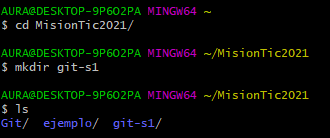 AURA@DESKTOP-9P6O2PA MINGW64 ~
$ cd MisionTic2021/
AURA@DESKTOP-9P6O2PA MINGW64 ~/MisionTic2021
$ mkdir git-s1
AURA@DESKTOP-9P6O2PA MINGW64 ~/MisionTic2021
$ ls
Git/  ejemplo/  git-s1/